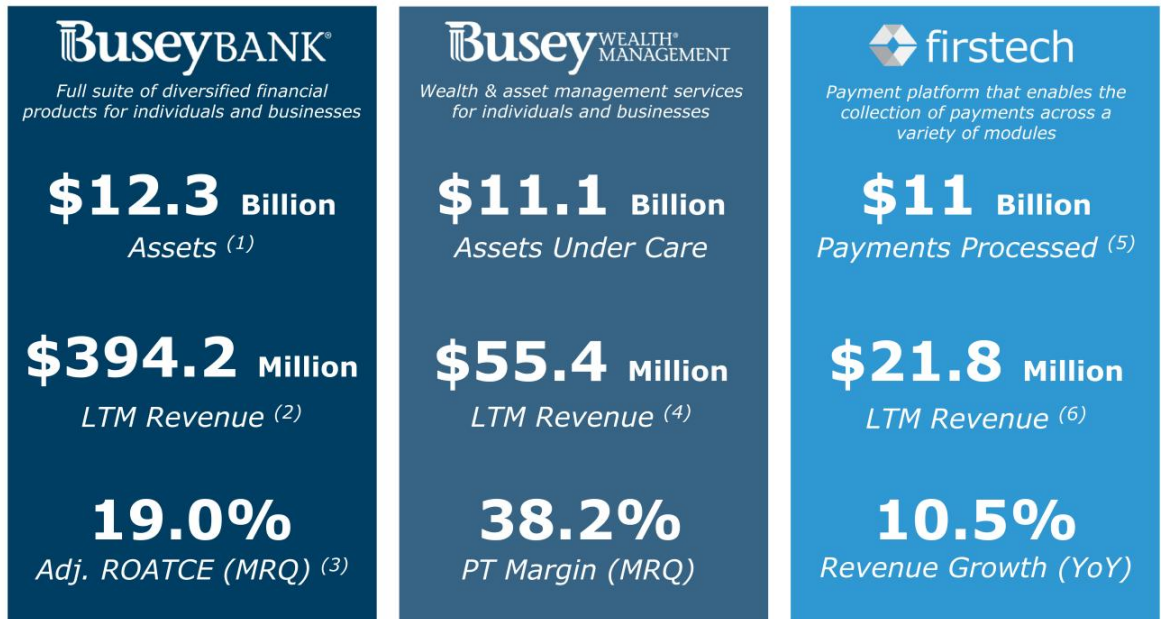 BUSEY BANK®
Full suite of diversified financial
products for individuals and businesses
$12.3 Billion
Assets (1)
$394.2 Million
LTM Revenue (2)
19.0%
Adj. ROATCE (MRQ) (3)
BUSEY WEALTH®
MANAGEMENT
Wealth & asset management services
for individuals and businesses
$11.1 Billion
Assets Under Care
$55.4 Million
LTM Revenue (4)
38.2%
PT Margin (MRQ)
firstech
Payment platform that enables the
collection of payments across a
variety of modules
$11 Billion
Payments Processed (5)
$21.8 Million
LTM Revenue (6)
10.5%
Revenue Growth (YoY)